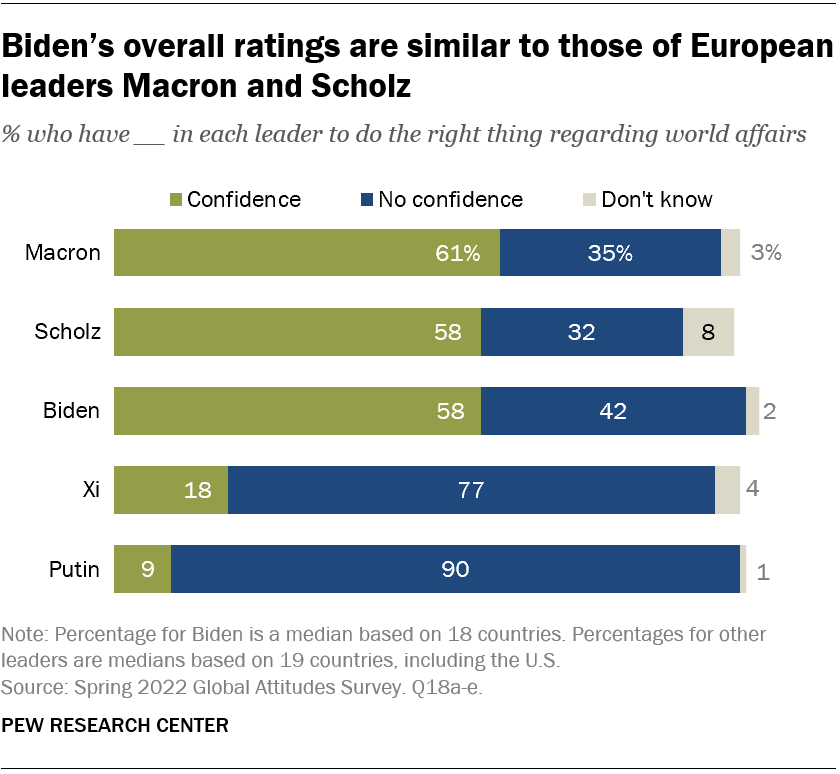 Biden’s overall ratings are similar to those of European
leaders Macron and Scholz
% who have __ in each leader to do the right thing regarding world affairs
Confidence No confidence Don't know
Macron 61% 35% 3%
Scholz 58 32 8
Biden 58 42 2
Xi 18 77 4
Putin 9 90 1
Note: Percentage for Biden is a median based on 18 countries. Percentages for other
leaders are medians based on 19 countries, including the U.S.
Source: Spring 2022 Global Attitudes Survey. Q18a-e.
PEW RESEARCH CENTER